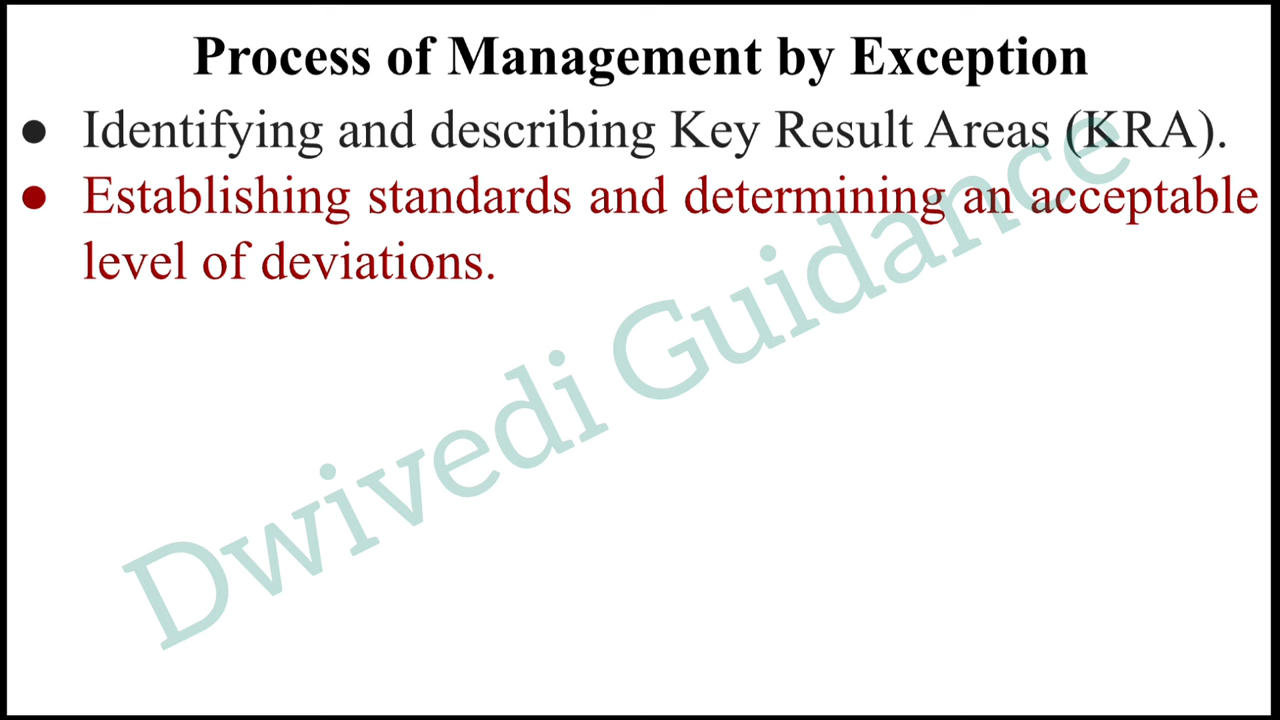 Process of Management by Exception
● Identifying and describing Key Result Areas (KRA).
● Establishing standards and determining an acceptable
level of deviations.
Dwivedi Guidance